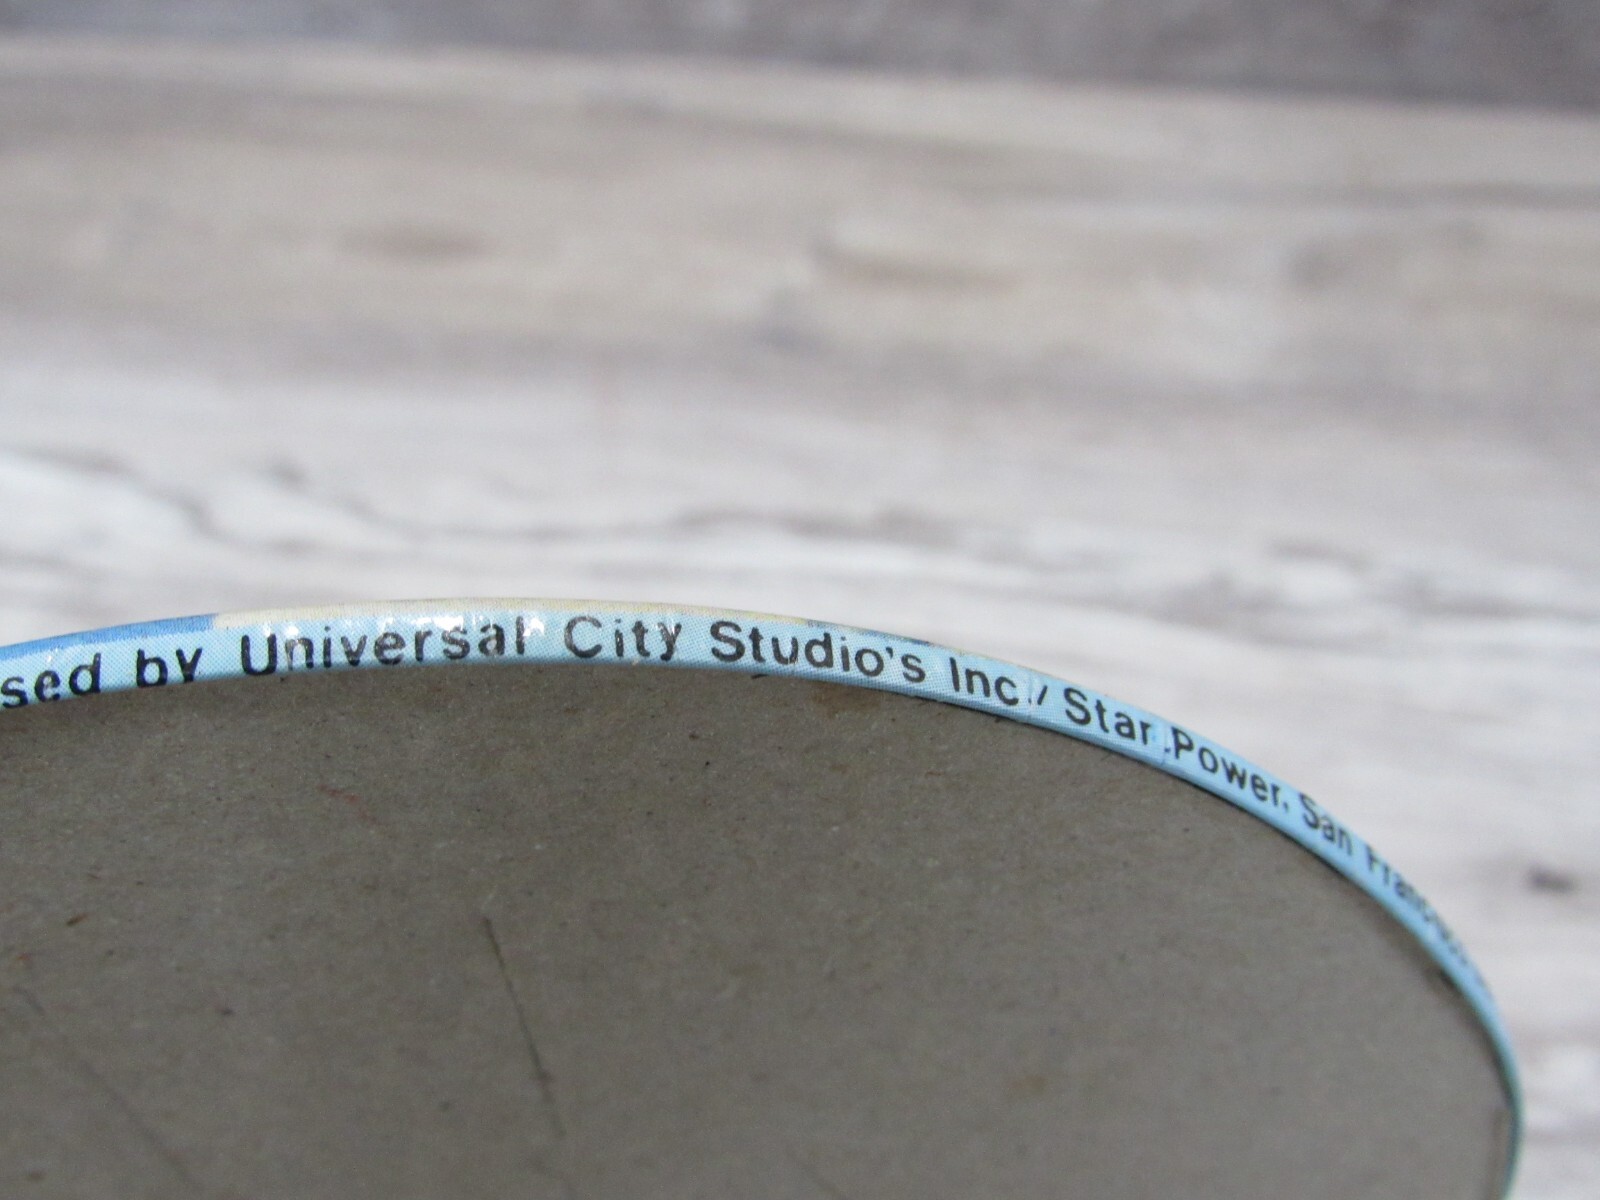 sed by Universal City Studio's Inc./ Star Power, San